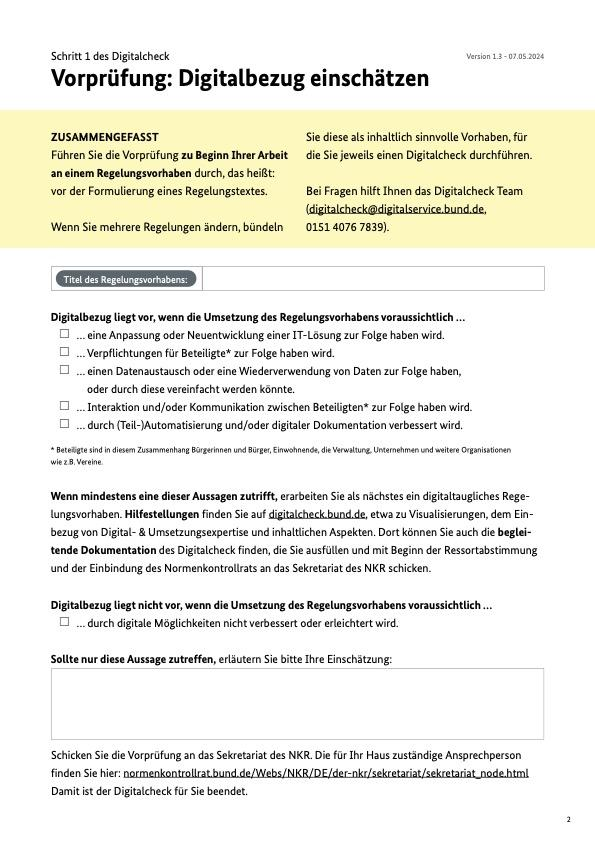 Schritt 1 des Digitalcheck
Version 1.3 - 07.05.2024
Vorprüfung: Digitalbezug einschätzen
ZUSAMMENGEFASST
Führen Sie die Vorprüfung zu Beginn Ihrer Arbeit
an einem Regelungsvorhaben durch, das heißt:
vor der Formulierung eines Regelungstextes.
Wenn Sie mehrere Regelungen ändern, bündeln
Sie diese als inhaltlich sinnvolle Vorhaben, für
die Sie jeweils einen Digitalcheck durchführen.
Bei Fragen hilft Ihnen das Digitalcheck Team
(digitalcheck@digitalservice.bund.de,
0151 4076 7839).
Titel des Regelungsvorhabens:
Digitalbezug liegt vor, wenn die Umsetzung des Regelungsvorhabens voraussichtlich ...
☐ ... eine Anpassung oder Neuentwicklung einer IT-Lösung zur Folge haben wird.
☐ ... Verpflichtungen für Beteiligte* zur Folge haben wird.
☐ ... einen Datenaustausch oder eine Wiederverwendung von Daten zur Folge haben,
oder durch diese vereinfacht werden könnte.
☐ ... Interaktion und/oder Kommunikation zwischen Beteiligten* zur Folge haben wird.
☐ ... durch (Teil-)Automatisierung und/oder digitaler Dokumentation verbessert wird.
* Beteiligte sind in diesem Zusammenhang Bürgerinnen und Bürger, Einwohnende, die Verwaltung, Unternehmen und weitere Organisationen
wie z.B. Vereine.
Wenn mindestens eine dieser Aussagen zutrifft, erarbeiten Sie als nächstes ein digitaltaugliches Rege-
lungsvorhaben. Hilfestellungen finden Sie auf digitalcheck.bund.de, etwa zu Visualisierungen, dem Ein-
bezug von Digital- & Umsetzungsexpertise und inhaltlichen Aspekten. Dort können Sie auch die beglei-
tende Dokumentation des Digitalcheck finden, die Sie ausfüllen und mit Beginn der Ressortabstimmung
und der Einbindung des Normenkontrollrats an das Sekretariat des NKR schicken.
Digitalbezug liegt nicht vor, wenn die Umsetzung des Regelungsvorhabens voraussichtlich ...
☐ ... durch digitale Möglichkeiten nicht verbessert oder erleichtert wird.
Sollte nur diese Aussage zutreffen, erläutern Sie bitte Ihre Einschätzung:
Schicken Sie die Vorprüfung an das Sekretariat des NKR. Die für Ihr Haus zuständige Ansprechperson
finden Sie hier: normenkontrollrat.bund.de/Webs/NKR/DE/der-nkr/sekretariat/sekretariat_node.html
Damit ist der Digitalcheck für Sie beendet.
2